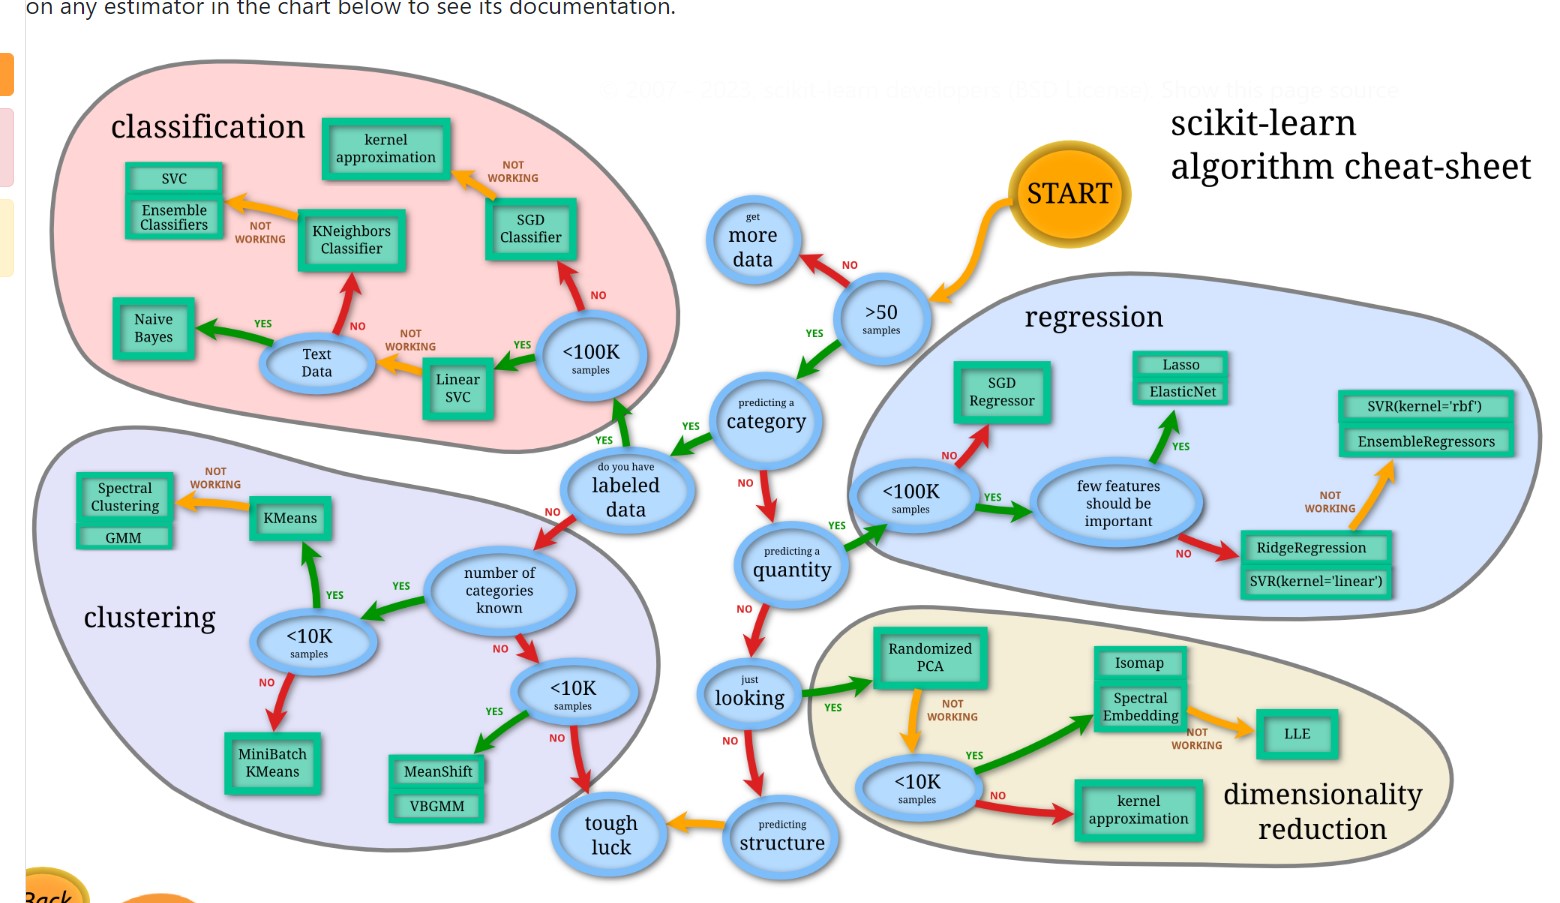 on any estimator in the chart below to see its documentation.
© 2007 - 2023, scikit-learn developers (BSD License). Show this page source
scikit-learn
algorithm cheat-sheet
START
classification
kernel
approximation
NOT
WORKING
SVC
Ensemble
Classifiers
NOT
WORKING
KNeighbors
Classifier
SGD
Classifier
NO
Naive
Bayes
YES
Text
Data
NO
NOT
WORKING
Linear
SVC
YES
<100K
samples
get
more
data
NO
>50
samples
YES
predicting a
category
YES
YES
do you have
labeled
data
NO
NO
predicting a
quantity
YES
NO
just
looking
YES
NO
predicting
structure
tough
luck
regression
SGD
Regressor
NO
<100K
samples
YES
Lasso
ElasticNet
YES
few features
should be
important
NO
SVR(kernel='rbf')
EnsembleRegressors
NOT
WORKING
RidgeRegression
SVR(kernel='linear')
clustering
Spectral
Clustering
GMM
NOT
WORKING
KMeans
YES
number of
categories
known
YES
<10K
samples
NO
NO
MiniBatch
KMeans
<10K
samples
YES
NO
MeanShift
VBGMM
Randomized
PCA
NOT
WORKING
<10K
samples
YES
NO
Isomap
Spectral
Embedding
NOT
WORKING
LLE
kernel
approximation
dimensionality
reduction
Back